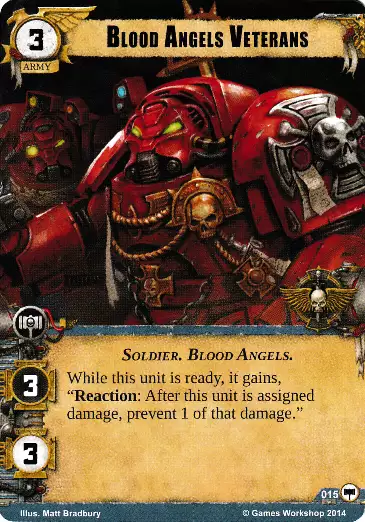 3
ARMY
BLOOD ANGELS VETERANS
SOLDIER. BLOOD ANGELS.
3
While this unit is ready, it gains,
“Reaction: After this unit is assigned
damage, prevent 1 of that damage.”
3
015
Illus. Matt Bradbury
© Games Workshop 2014